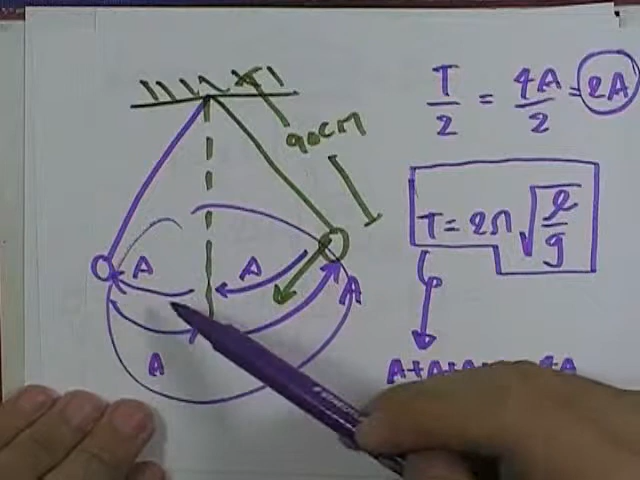 T/2 = 4A/2 = 2A
90CM
T = 2π√(l/g)
A
A
A
A